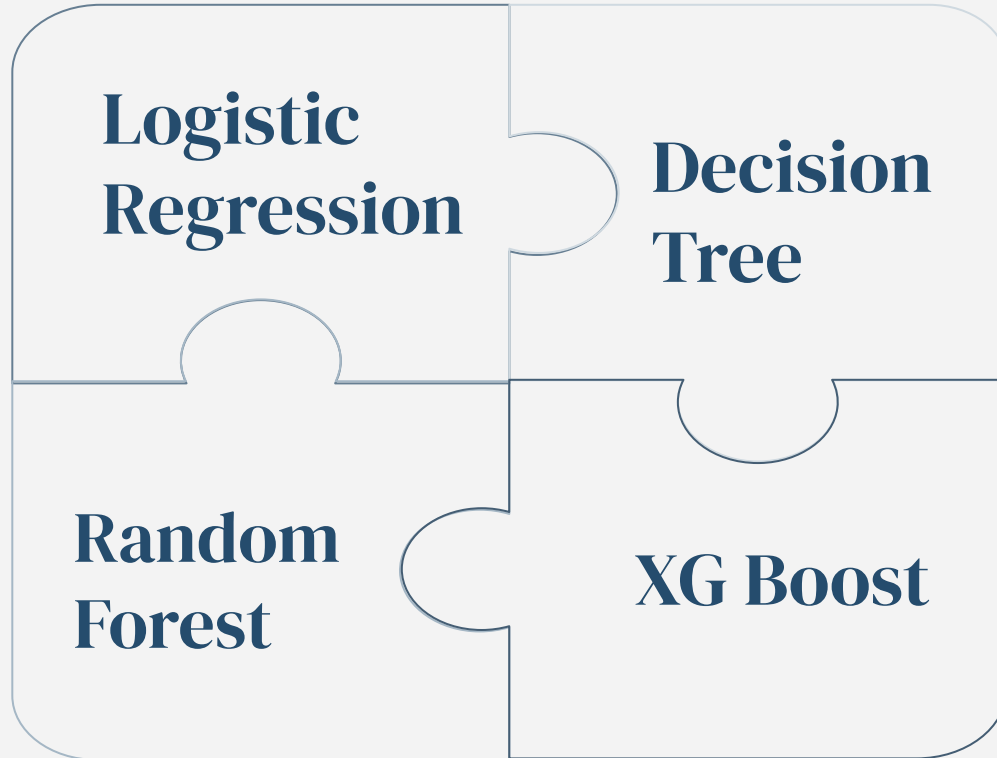 Logistic
Regression
Decision
Tree
Random
Forest
XG Boost